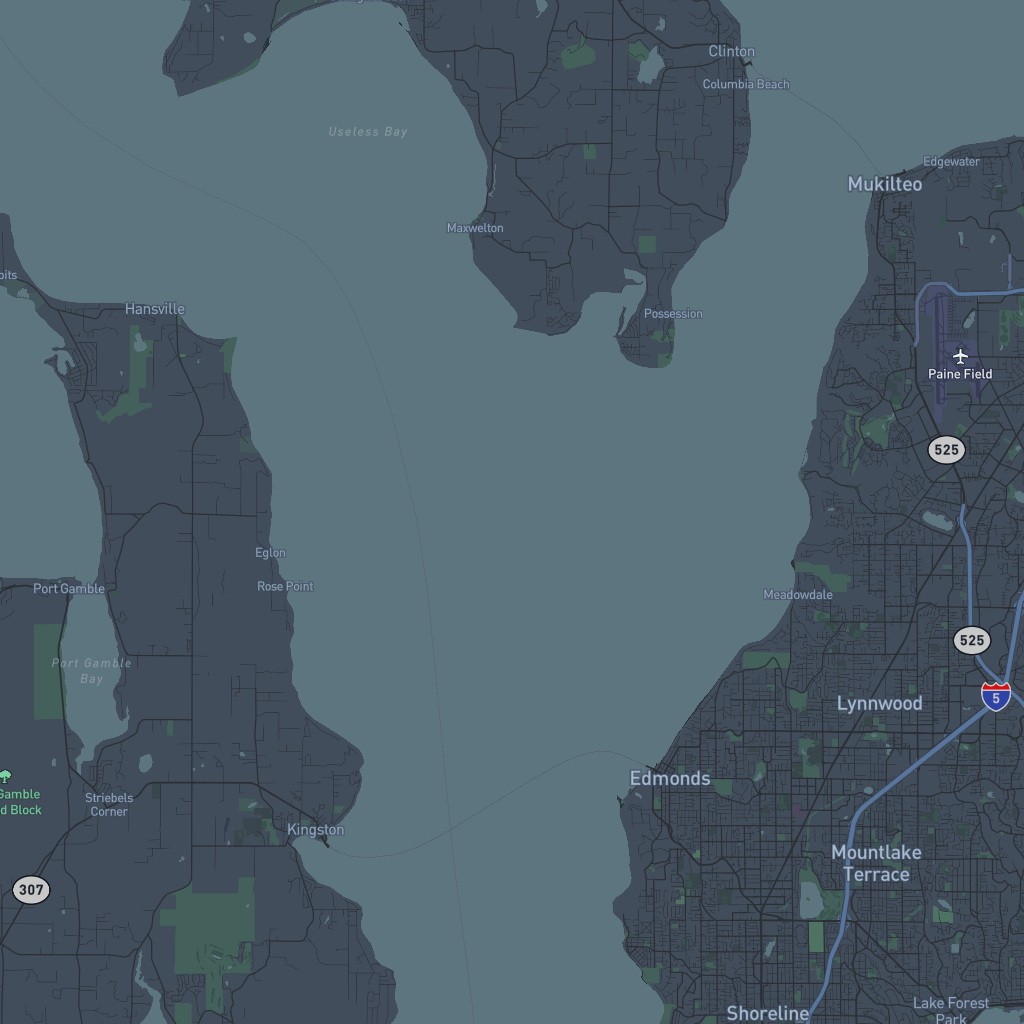 Clinton
Columbia Beach
Useless Bay
Edgewater
Mukilteo
Maxwelton
Hansville
Possession
Paine Field
525
Eglon
Rose Point
Port Gamble
Meadowdale
525
Port Gamble
Bay
5
Lynnwood
Edmonds
Gamble
d Block
Striebels
Corner
Kingston
Mountlake
Terrace
307
Lake Forest
Park
Shoreline